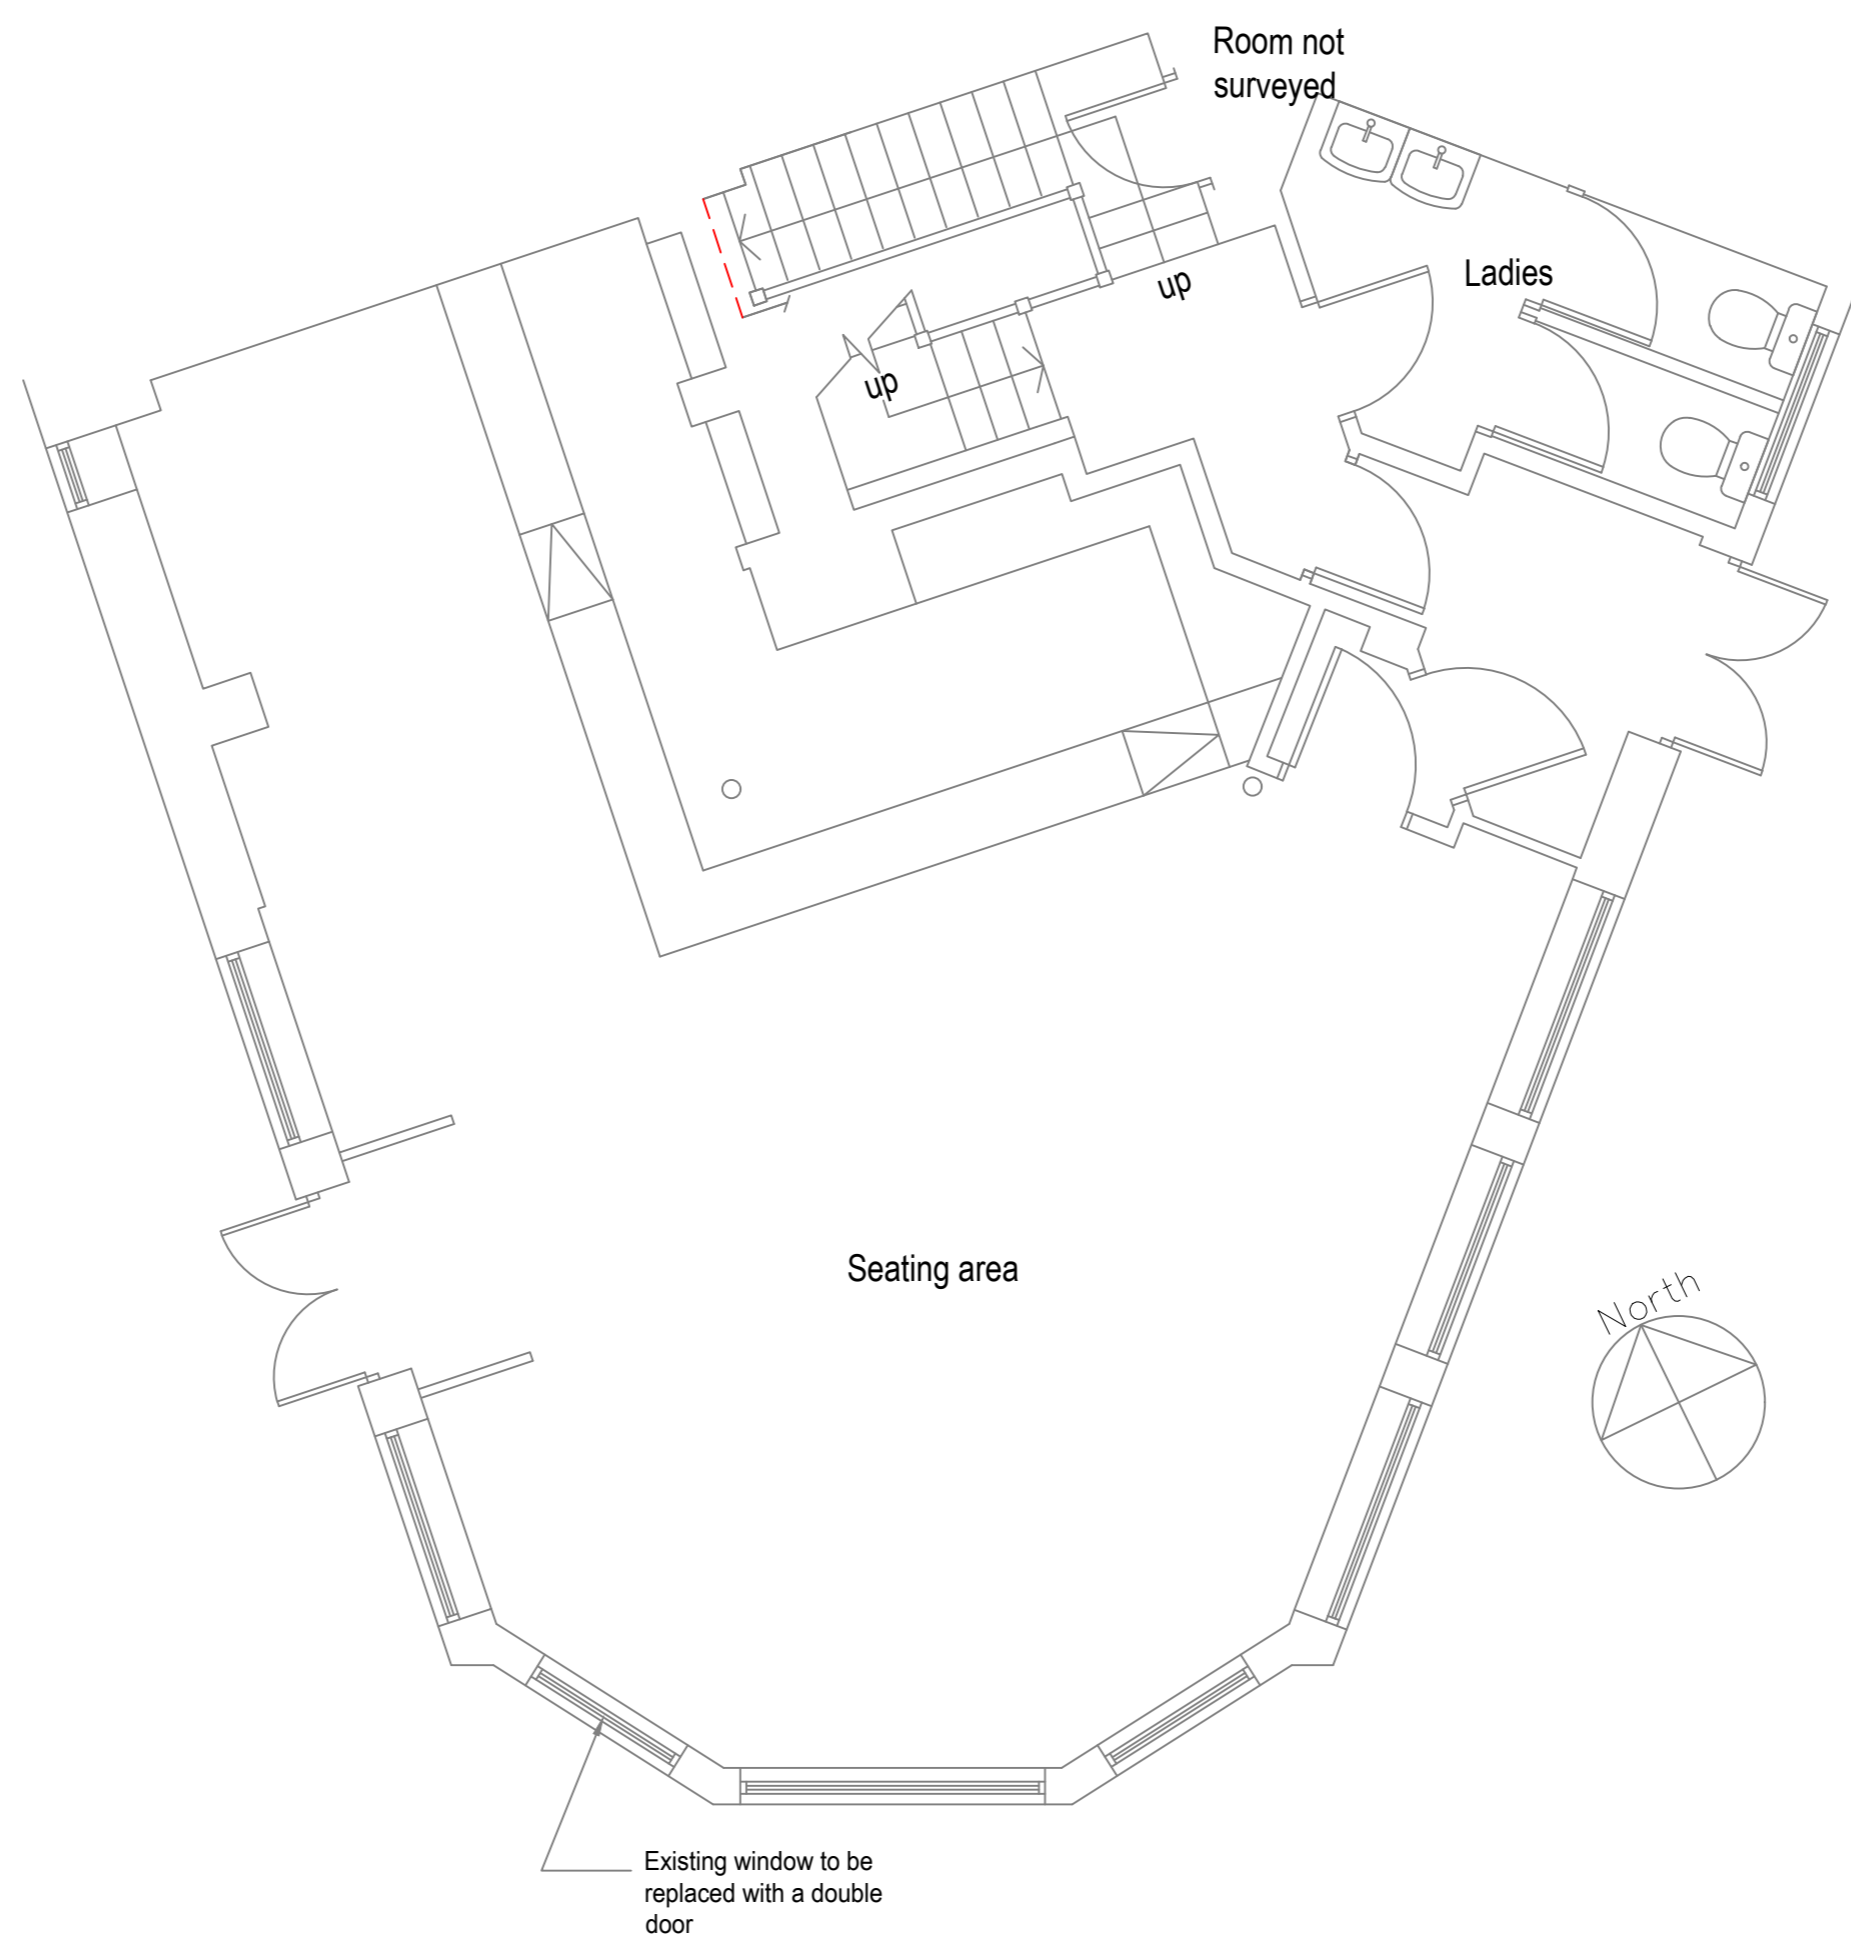 Room not
surveyed
Ladies
up
up
Seating area
North
Existing window to be
replaced with a double
door